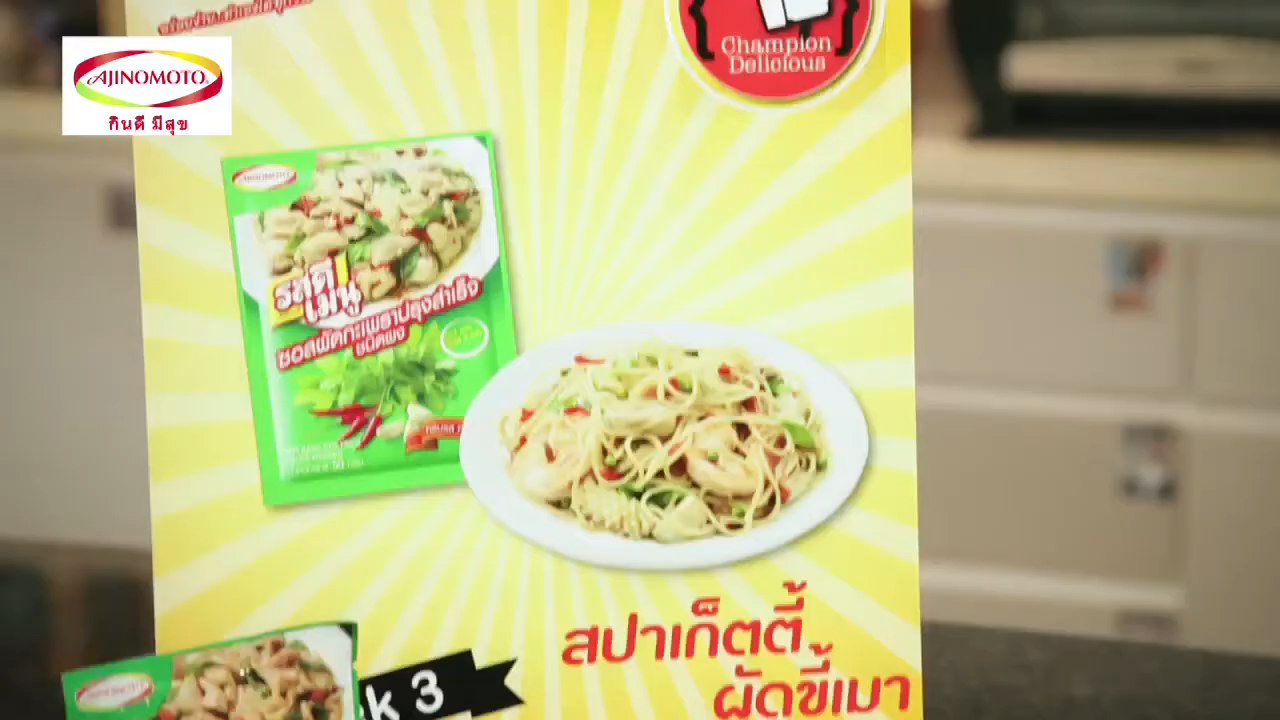 Champion
Delicious
AJINOMOTO
กินดี มีสุข
AJINOMOTO
รสดี
เมนู
ซอสผัดกะเพราปรุงสำเร็จ
ชนิดผง
สปาเก็ตตี้
ผัดขี้เมา
k 3